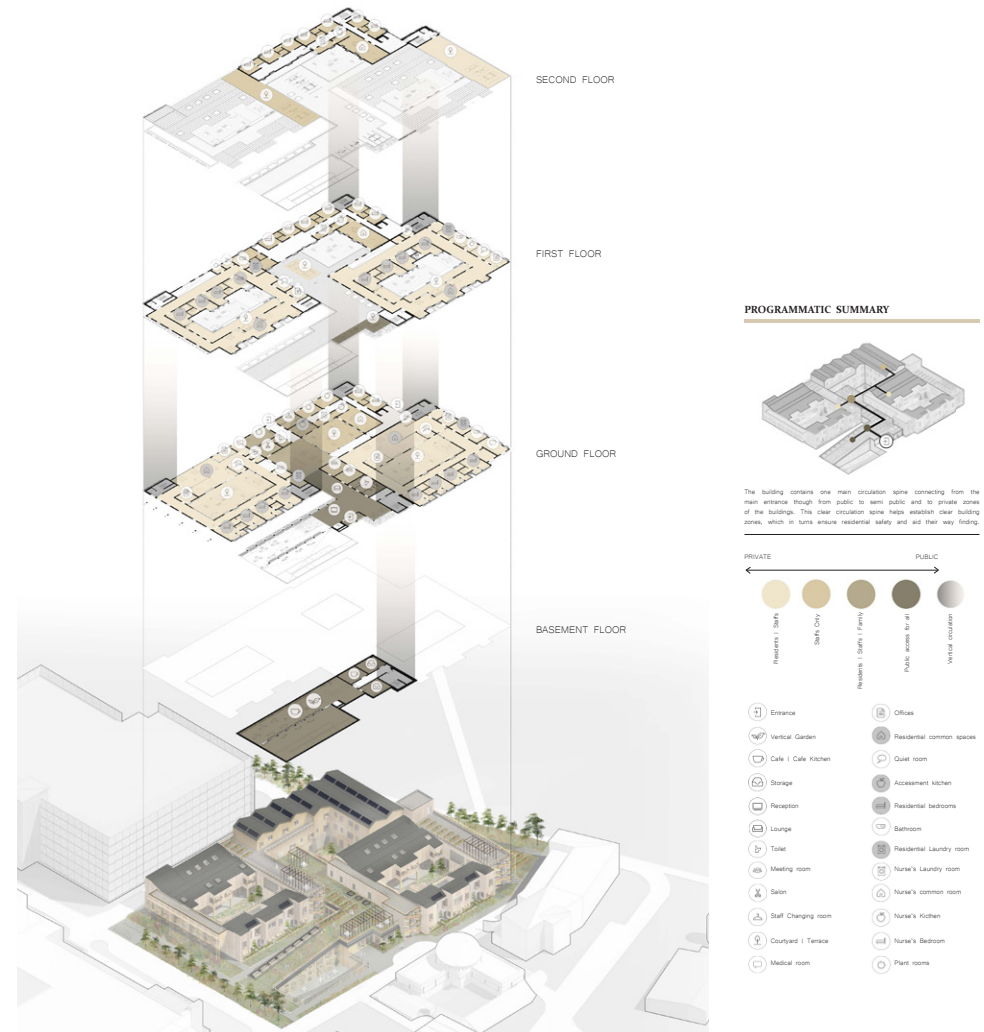 SECOND FLOOR
FIRST FLOOR
GROUND FLOOR
BASEMENT FLOOR
PROGRAMMATIC SUMMARY
The building contains one main circulation spine connecting from the
main entrance though from public to semi public and to private zones
of the buildings. This clear circulation spine helps establish clear building
zones, which in turns ensure residential safety and aid their way finding.
PRIVATE
PUBLIC
Residents | Staffs
Staffs Only
Residents | Staffs | Family
Public access for all
Vertical circulation
Entrance
Vertical Garden
Cafe | Cafe Kitchen
Storage
Reception
Lounge
Toilet
Meeting room
Salon
Staff Changing room
Courtyard | Terrace
Medical room
Offices
Residential common spaces
Quiet room
Accessment kitchen
Residential bedrooms
Bathroom
Residential Laundry room
Nurse's Laundry room
Nurse's common room
Nurse's Kicthen
Nurse's Bedroom
Plant rooms